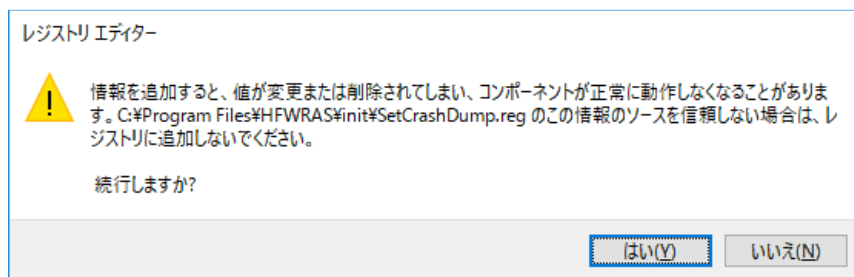 レジストリ エディター
情報を追加すると、値が変更または削除されてしまい、コンポーネントが正常に動作しなくなることがありま
す。C:¥Program Files¥HFWRAS¥init¥SetCrashDump.reg のこの情報のソースを信頼しない場合は、レ
ジストリに追加しないでください。
続行しますか?
はい(Y)
いいえ(N)